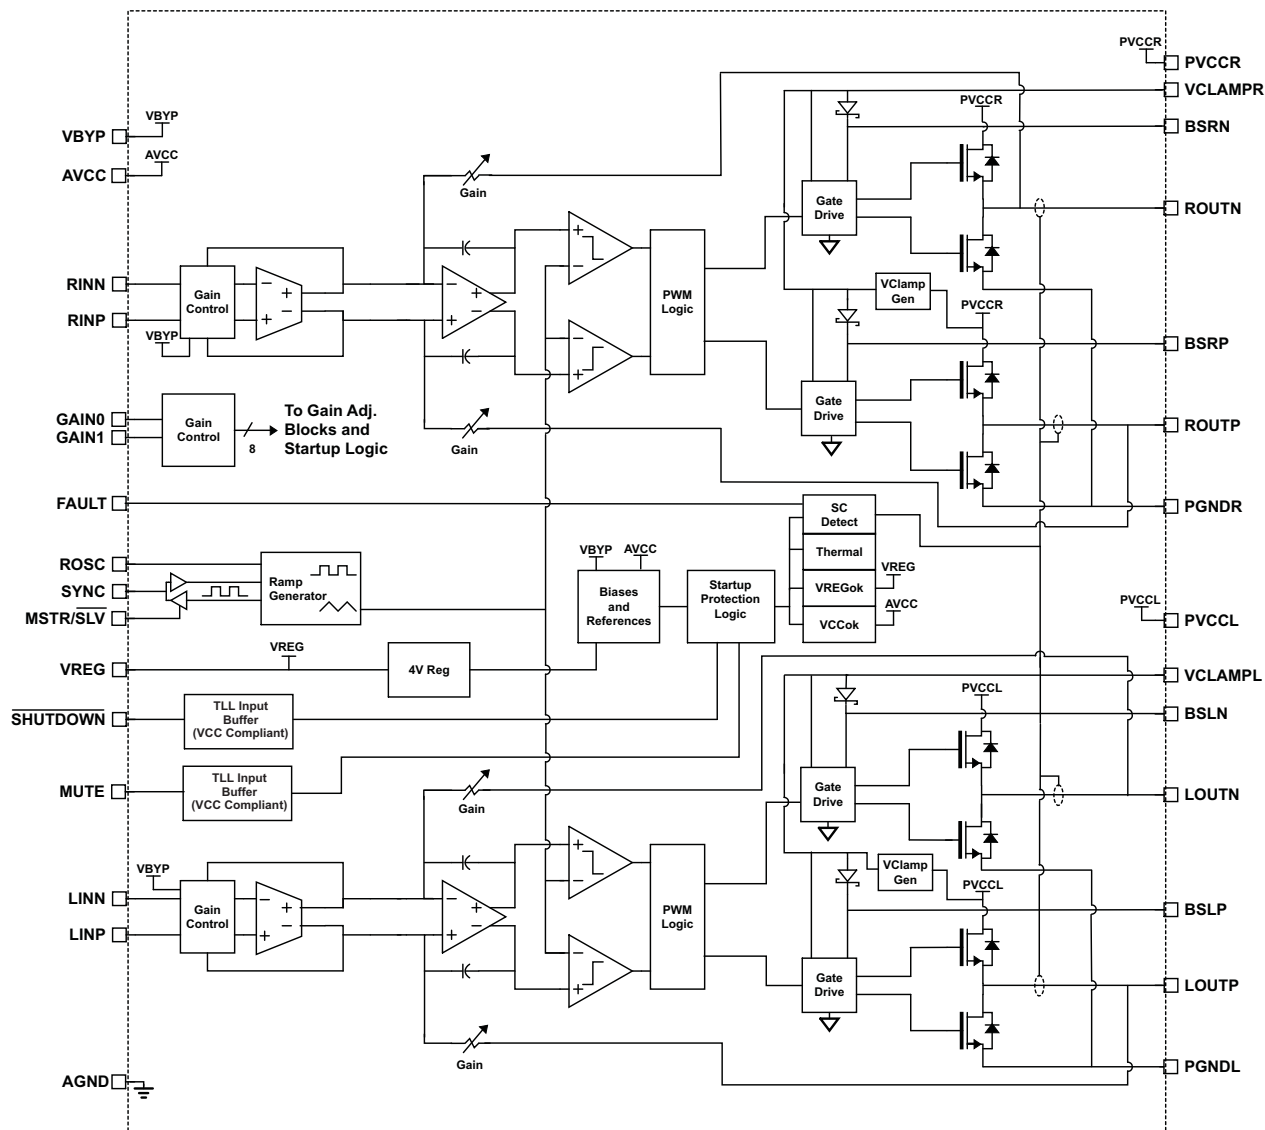 PVCCR
PVCCR
VCLAMPR
PVCCR
VBYP
VBYP
BSRN
AVCC
AVCC
Gain
Gate
Drive
ROUTN
RINN
Gain
Control
− +
+ −
− +
+ −
+
−
PWM
Logic
VClamp
Gen
PVCCR
RINP
VBYP
−
+
BSRP
GAIN0
GAIN1
Gain
Control
8
To Gain Adj.
Blocks and
Startup Logic
Gain
Gate
Drive
ROUTP
FAULT
SC
Detect
PGNDR
ROSC
SYNC
MSTR/SLV
Ramp
Generator
VBYP
AVCC
Biases
and
References
Startup
Protection
Logic
Thermal
VREGok
VREG
VCCok
AVCC
PVCCL
PVCCL
VREG
VREG
4V Reg
VCLAMPL
PVCCL
SHUTDOWN
TLL Input
Buffer
(VCC Compliant)
BSLN
MUTE
TLL Input
Buffer
(VCC Compliant)
Gain
Gate
Drive
LOUTN
VBYP
LINN
LINP
Gain
Control
− +
+ −
− +
+ −
+
−
PWM
Logic
VClamp
Gen
PVCCL
BSLP
−
+
Gate
Drive
LOUTP
Gain
PGNDL
AGND